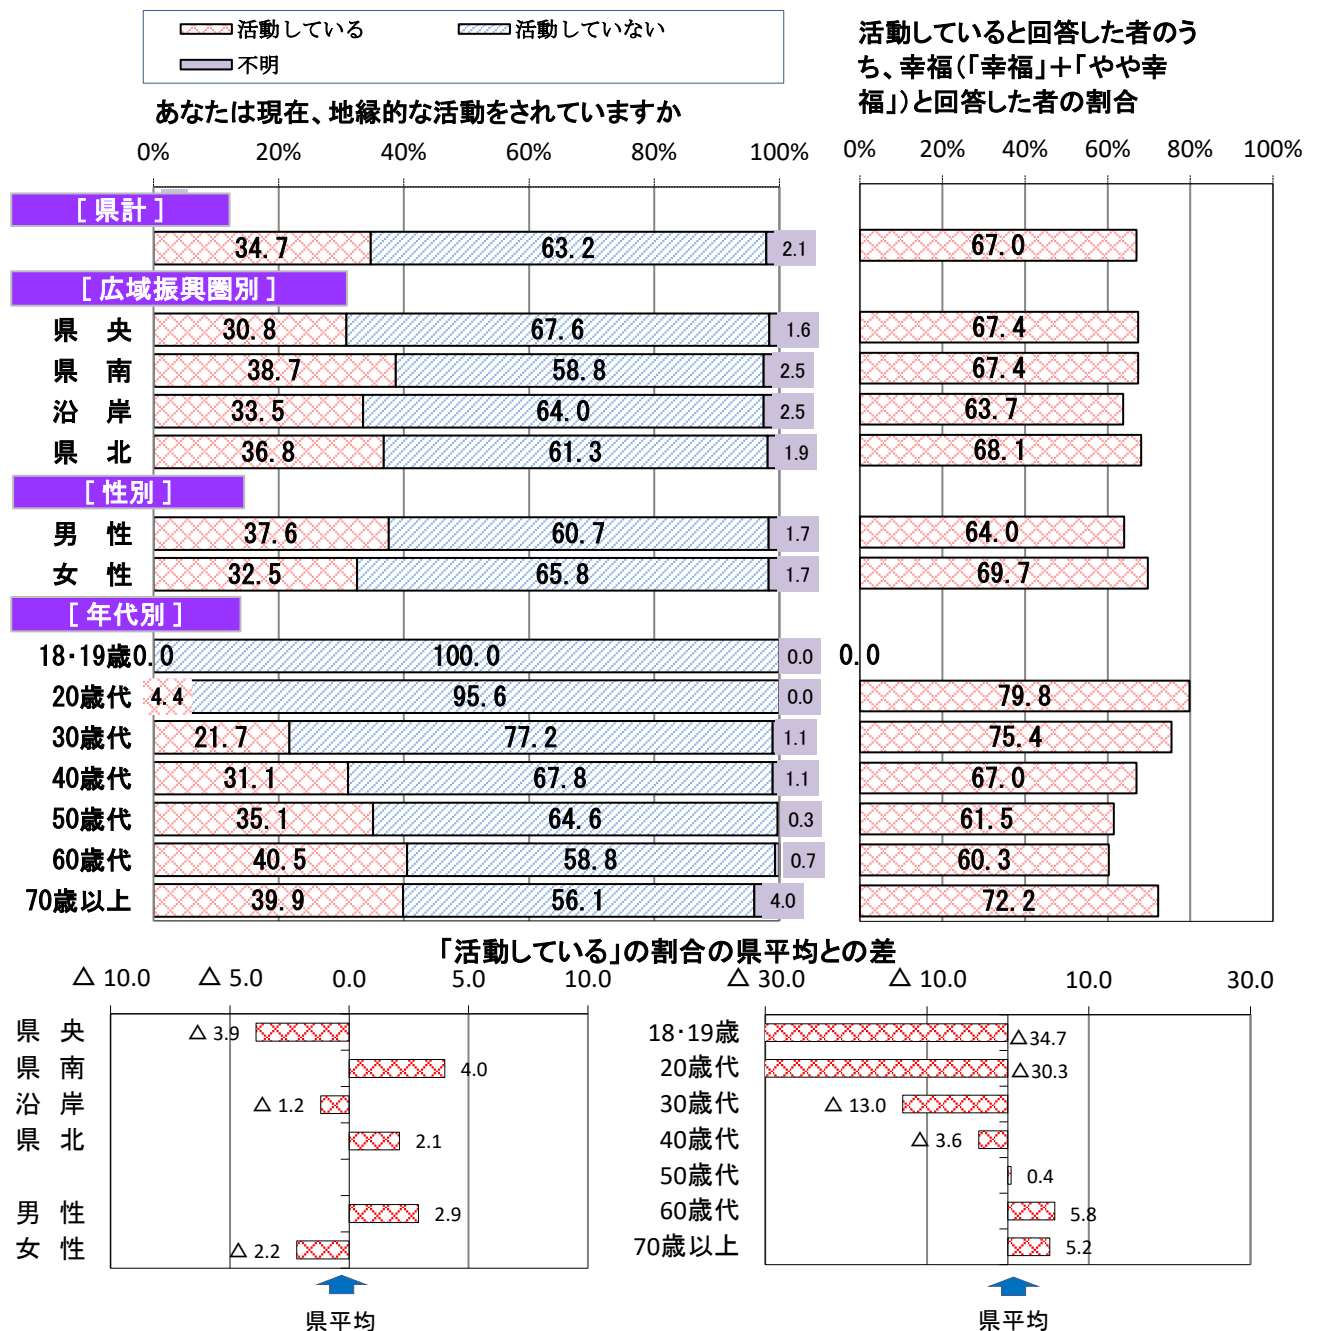 活動している 活動していない
不明
あなたは現在、地縁的な活動をされていますか
活動していると回答した者のう
ち、幸福(「幸福」＋「やや幸
福」)と回答した者の割合
0% 20% 40% 60% 80% 100% 0% 20% 40% 60% 80% 100%
[ 県計 ]
34.7 63.2 2.1 67.0
[ 広域振興圏別 ]
県 央 30.8 67.6 1.6 67.4
県 南 38.7 58.8 2.5 67.4
沿 岸 33.5 64.0 2.5 63.7
県 北 36.8 61.3 1.9 68.1
[ 性別 ]
男 性 37.6 60.7 1.7 64.0
女 性 32.5 65.8 1.7 69.7
[ 年代別 ]
18･19歳 0.0 100.0 0.0 0.0
20歳代 4.4 95.6 0.0 79.8
30歳代 21.7 77.2 1.1 75.4
40歳代 31.1 67.8 1.1 67.0
50歳代 35.1 64.6 0.3 61.5
60歳代 40.5 58.8 0.7 60.3
70歳以上 39.9 56.1 4.0 72.2
「活動している」の割合の県平均との差
△ 10.0 △ 5.0 0.0 5.0 10.0
県 央 △ 3.9
県 南 4.0
沿 岸 △ 1.2
県 北 2.1
男 性 2.9
女 性 △ 2.2
県平均
△ 30.0 △ 10.0 10.0 30.0
18･19歳 △34.7
20歳代 △30.3
30歳代 △ 13.0
40歳代 △ 3.6
50歳代 0.4
60歳代 5.8
70歳以上 5.2
県平均